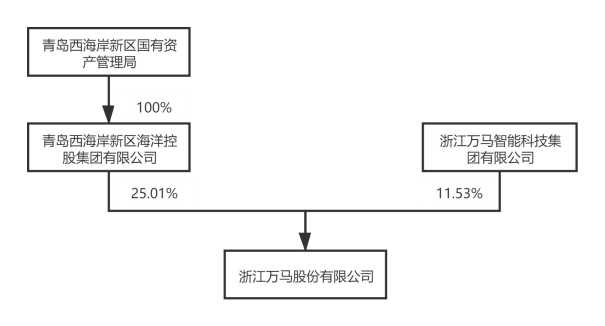 青岛西海岸新区国有资
产管理局
100%
青岛西海岸新区海洋控
股集团有限公司
浙江万马智能科技集
团有限公司
25.01%
11.53%
浙江万马股份有限公司